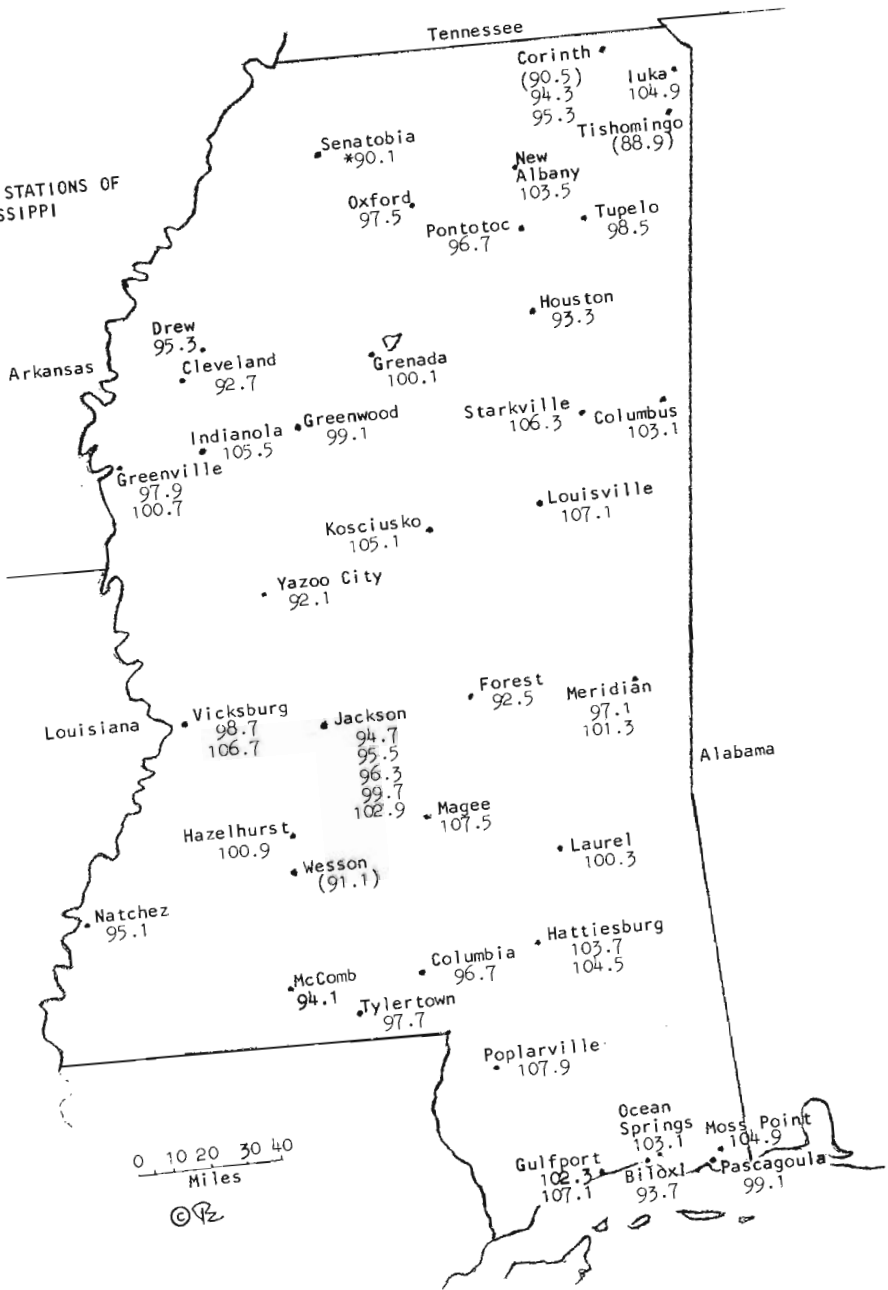 Tennessee
Corinth
(90.5)
94.3
95.3
Iuka
104.9
Tishomingo
(88.9)
Senatobia
*90.1
New
Albany
103.5
STATIONS OF
SSIPPI
Oxford
97.5
Pontotoc
96.7
Tupelo
98.5
Houston
93.3
Drew
95.3
Arkansas
Cleveland
92.7
Grenada
100.1
Starkville
106.3
Columbus
103.1
Indianola
105.5
Greenwood
99.1
Greenville
97.9
100.7
Louisville
107.1
Kosciusko
105.1
Yazoo City
92.1
Forest
92.5
Meridian
97.1
101.3
Louisiana
Vicksburg
98.7
106.7
Jackson
94.7
95.5
96.3
99.7
102.9
Alabama
Magee
107.5
Hazelhurst
100.9
Laurel
100.3
Wesson
(91.1)
Natchez
95.1
Hattiesburg
103.7
104.5
Columbia
96.7
McComb
94.1
Tylertown
97.7
Poplarville
107.9
Ocean
Springs
103.1
Moss Point
104.9
Gulfport
102.3
107.1
Biloxi
93.7
Pascagoula
99.1
0 10 20 30 40
Miles
©